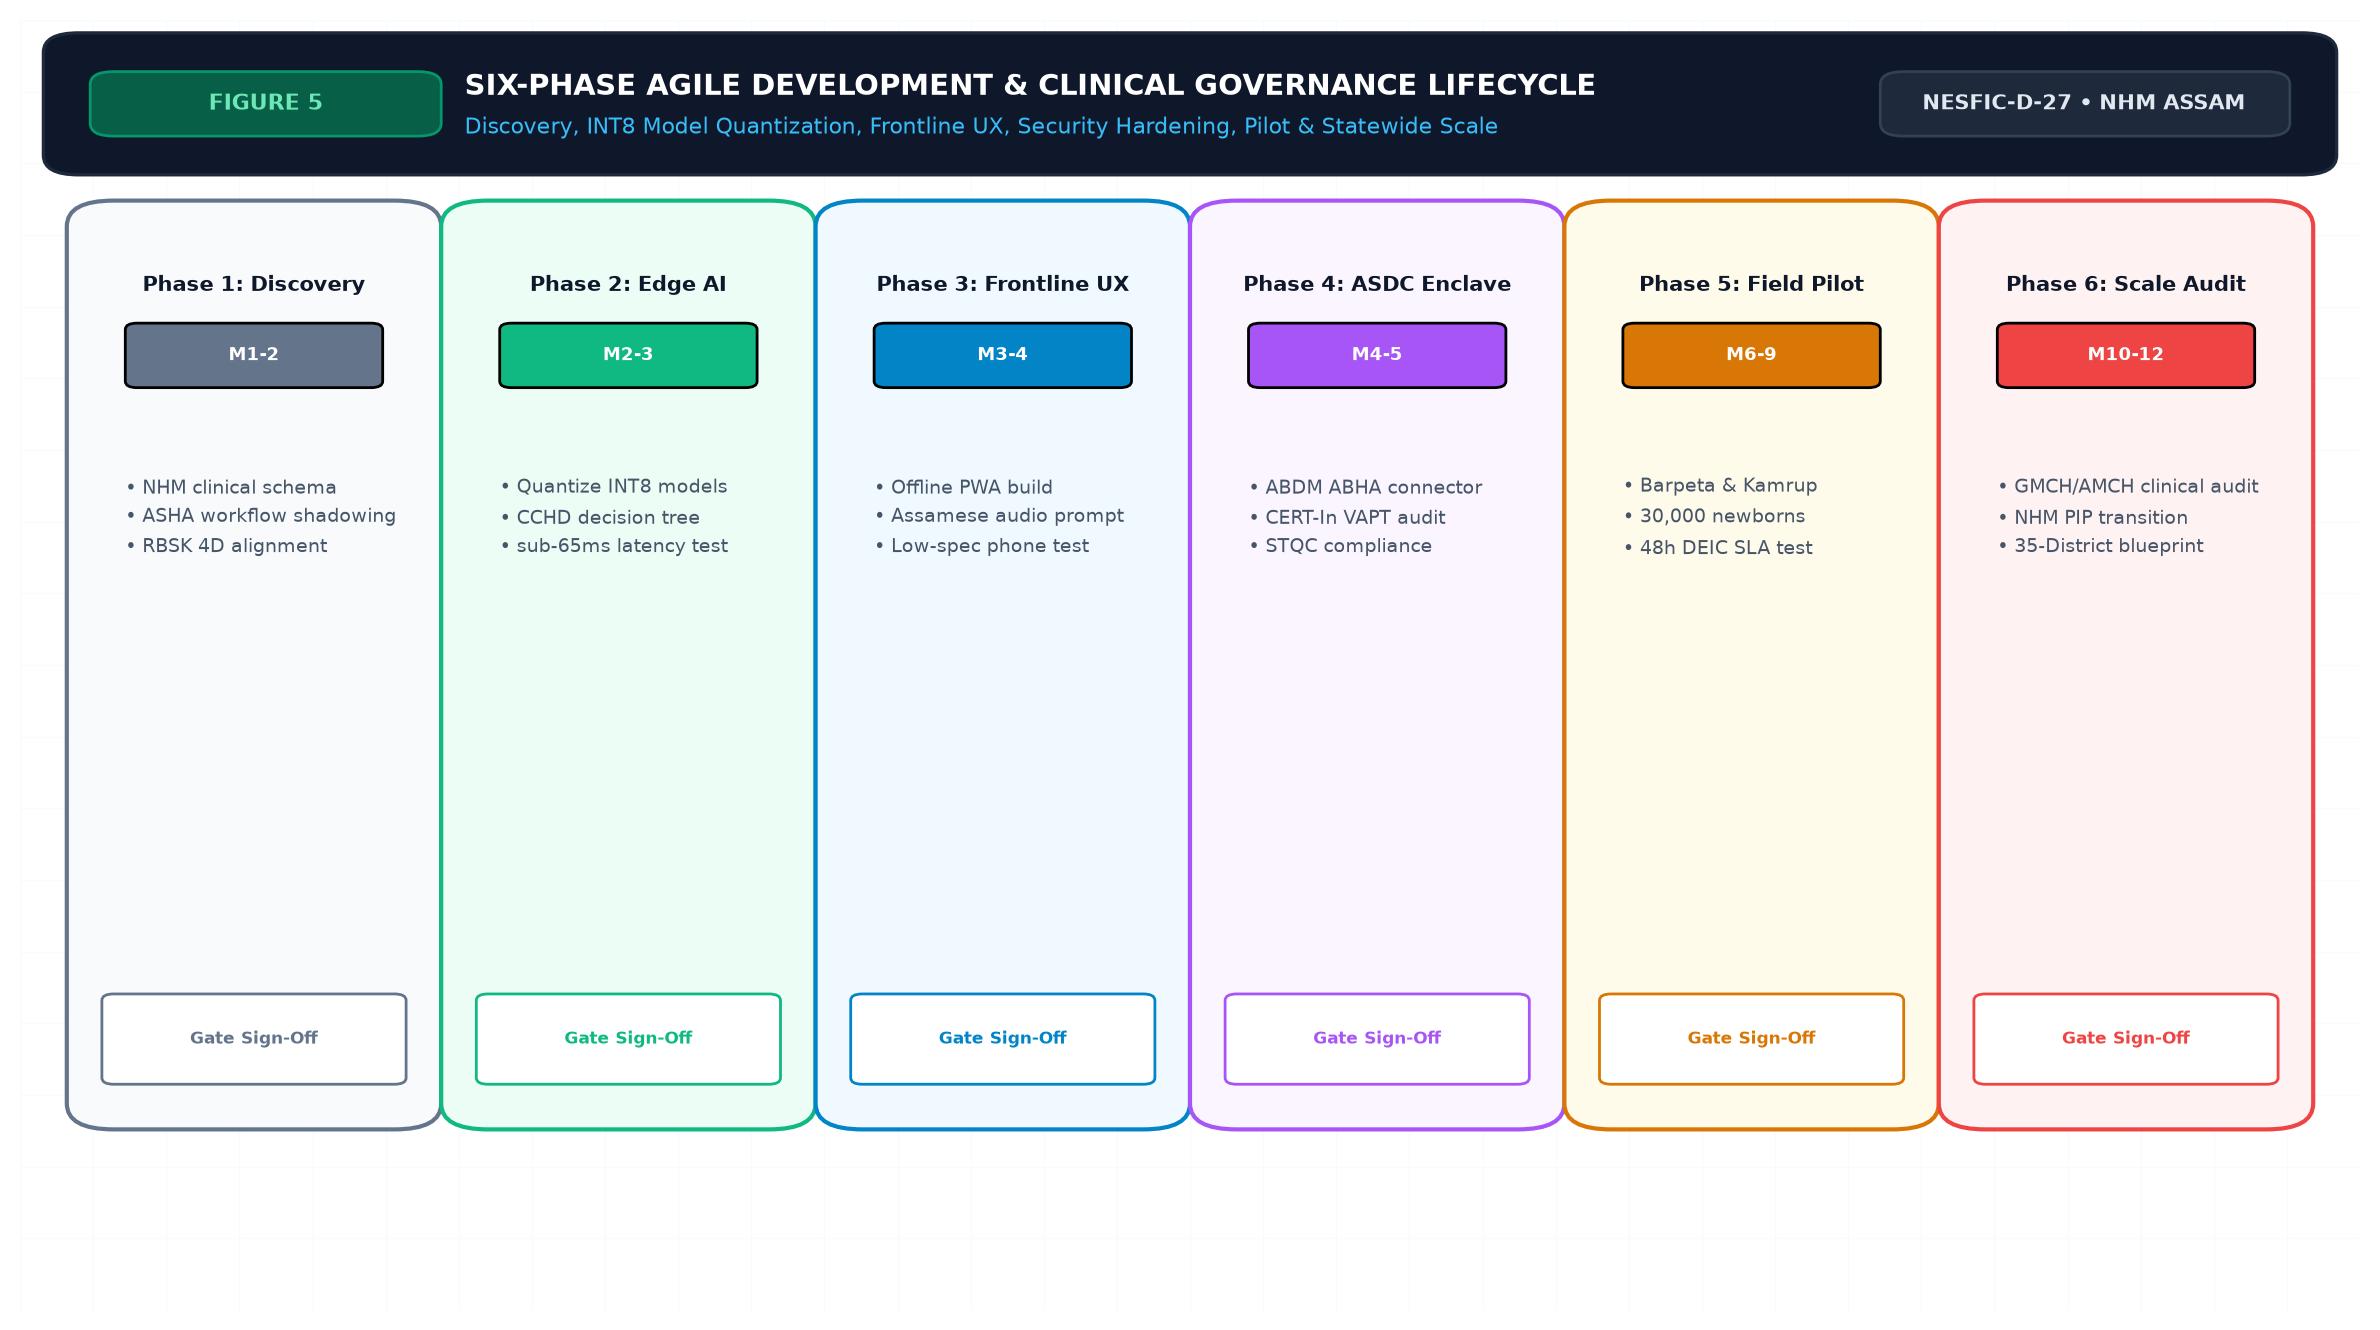 FIGURE 5
SIX-PHASE AGILE DEVELOPMENT & CLINICAL GOVERNANCE LIFECYCLE
Discovery, INT8 Model Quantization, Frontline UX, Security Hardening, Pilot & Statewide Scale
NESFIC-D-27 • NHM ASSAM
Phase 1: Discovery
M1-2
• NHM clinical schema
• ASHA workflow shadowing
• RBSK 4D alignment
Gate Sign-Off
Phase 2: Edge AI
M2-3
• Quantize INT8 models
• CCHD decision tree
• sub-65ms latency test
Gate Sign-Off
Phase 3: Frontline UX
M3-4
• Offline PWA build
• Assamese audio prompt
• Low-spec phone test
Gate Sign-Off
Phase 4: ASDC Enclave
M4-5
• ABDM ABHA connector
• CERT-In VAPT audit
• STQC compliance
Gate Sign-Off
Phase 5: Field Pilot
M6-9
• Barpeta & Kamrup
• 30,000 newborns
• 48h DEIC SLA test
Gate Sign-Off
Phase 6: Scale Audit
M10-12
• GMCH/AMCH clinical audit
• NHM PIP transition
• 35-District blueprint
Gate Sign-Off